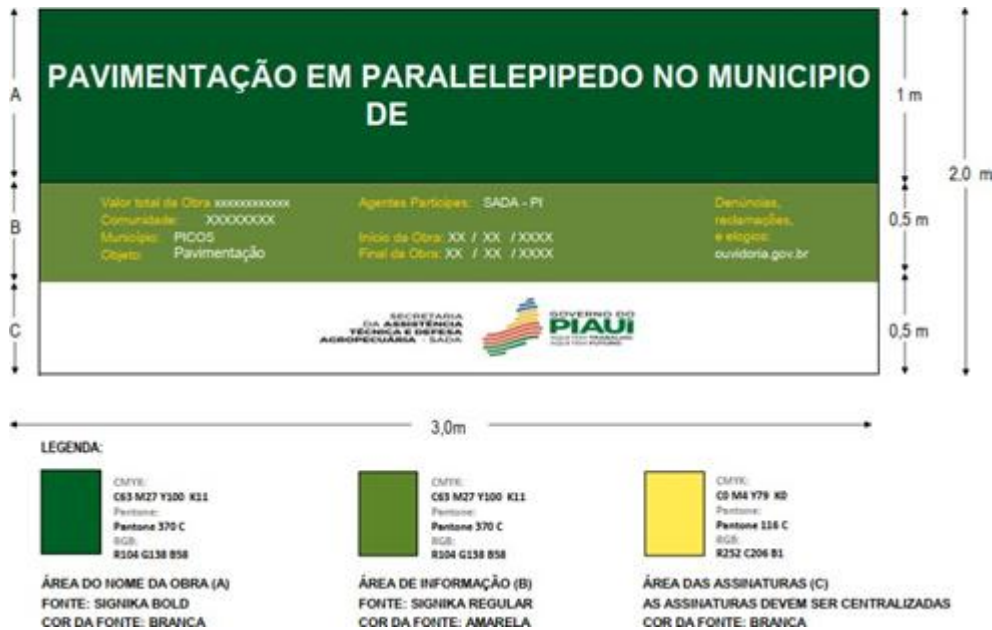 PAVIMENTAÇÃO EM PARALELEPIPEDO NO MUNICIPIO
DE
A
1 m
2,0 m
Valor total da Obra xxxxxxxxxxxx
Comunidade: XXXXXXXX
Município: PICOS
Objeto: Pavimentação
Agentes Participes: SADA - PI
Início da Obra: XX / XX / XXXX
Final da Obra: XX / XX / XXXX
Denúncias,
reclamações,
e elogios:
ouvidoria.gov.br
B
0,5 m
C
SECRETARIA
DA ASSISTÊNCIA
TÉCNICA E DEFESA
AGROPECUÁRIA - SADA
GOVERNO DO
PIAUÍ
AQUI TEM TRABALHO
AQUI TEM FUTURO
0,5 m
3,0m
LEGENDA:
CMYK:
C63 M27 Y100 K11
Pantone:
Pantone 370 C
RGB:
R104 G138 B58
ÁREA DO NOME DA OBRA (A)
FONTE: SIGNIKA BOLD
COR DA FONTE: BRANCA
CMYK:
C63 M27 Y100 K11
Pantone:
Pantone 370 C
RGB:
R104 G138 B58
ÁREA DE INFORMAÇÃO (B)
FONTE: SIGNIKA REGULAR
COR DA FONTE: AMARELA
CMYK:
C0 M4 Y79 K0
Pantone:
Pantone 116 C
RGB:
R252 C206 B1
ÁREA DAS ASSINATURAS (C)
AS ASSINATURAS DEVEM SER CENTRALIZADAS
COR DA FONTE: BRANCA